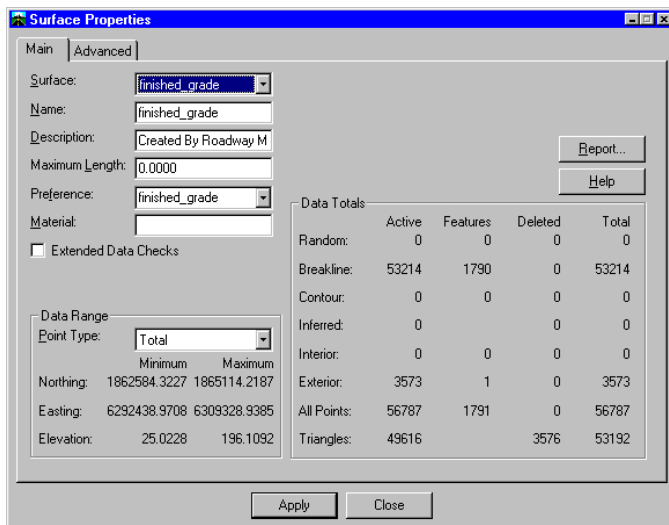 Surface Properties
Main Advanced
Surface: finished_grade
Name: finished_grade
Description: Created By Roadway M
Maximum Length: 0.0000
Preference: finished_grade
Material:
Extended Data Checks
Report...
Help
Data Range
Point Type: Total
Minimum Maximum
Northing: 1862584.3227 1865114.2187
Easting: 6292438.9708 6309328.9385
Elevation: 25.0228 196.1092
Data Totals
Active Features Deleted Total
Random: 0 0 0 0
Breakline: 53214 1790 0 53214
Contour: 0 0 0 0
Inferred: 0 0 0
Interior: 0 0 0 0
Exterior: 3573 1 0 3573
All Points: 56787 1791 0 56787
Triangles: 49616 3576 53192
Apply Close